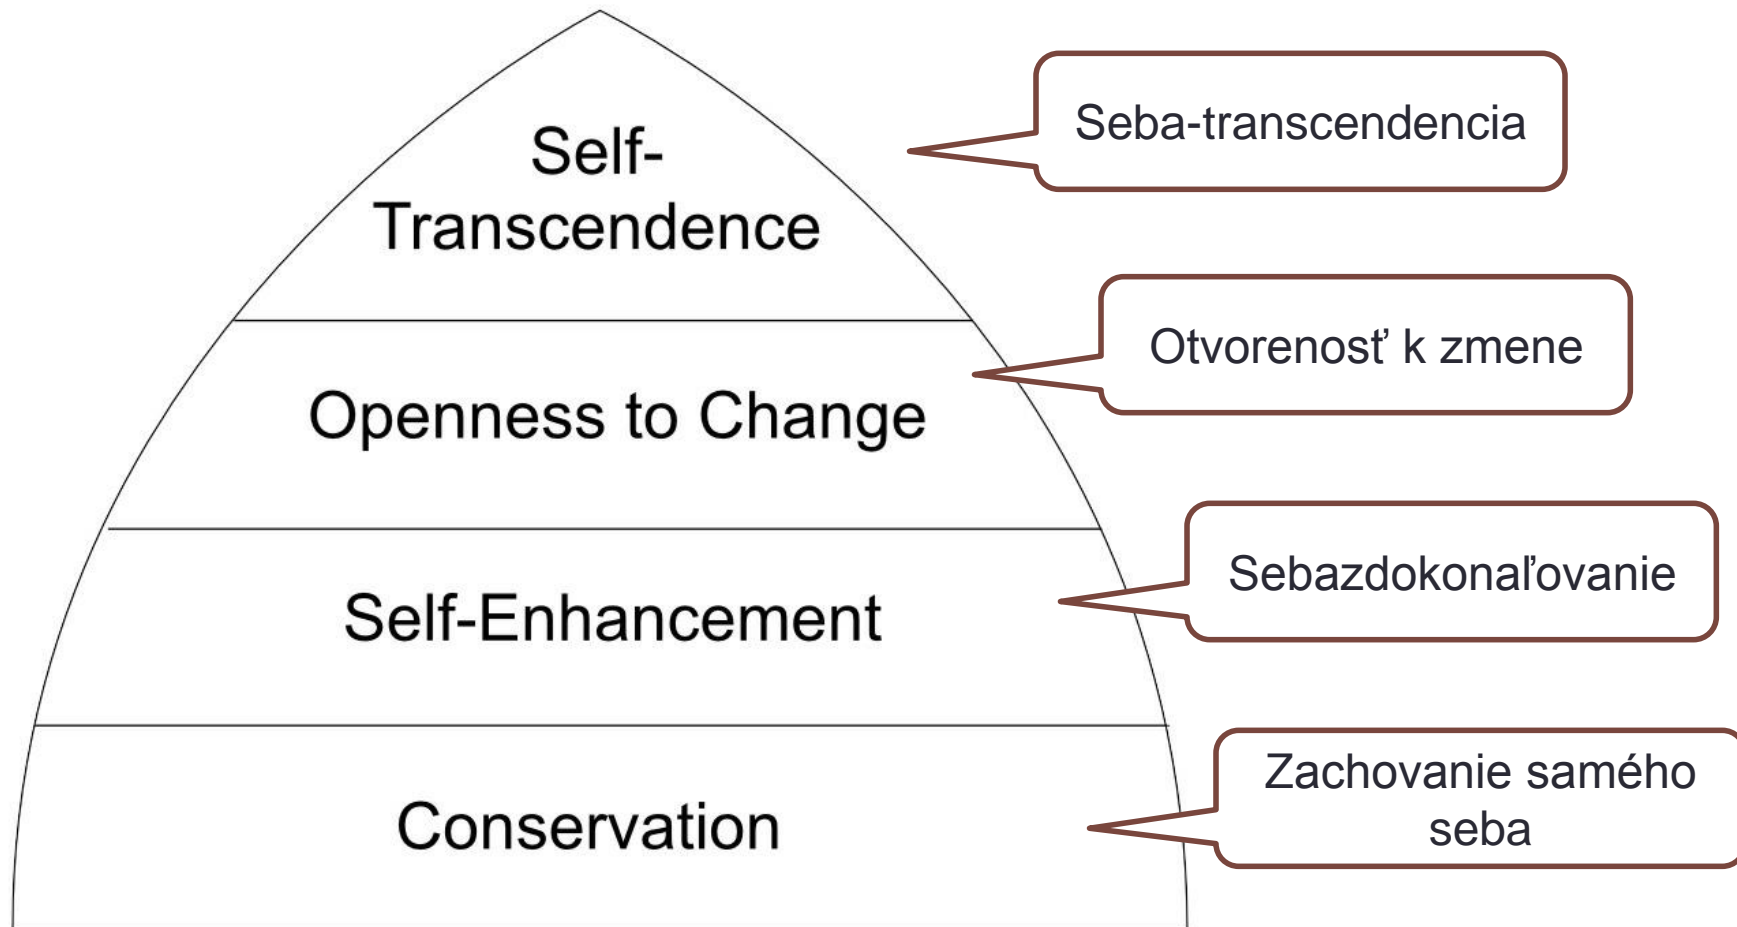 Self-
Transcendence
Seba-transcendencia
Openness to Change
Otvorenosť k zmene
Self-Enhancement
Sebazdokonaľovanie
Conservation
Zachovanie samého
seba